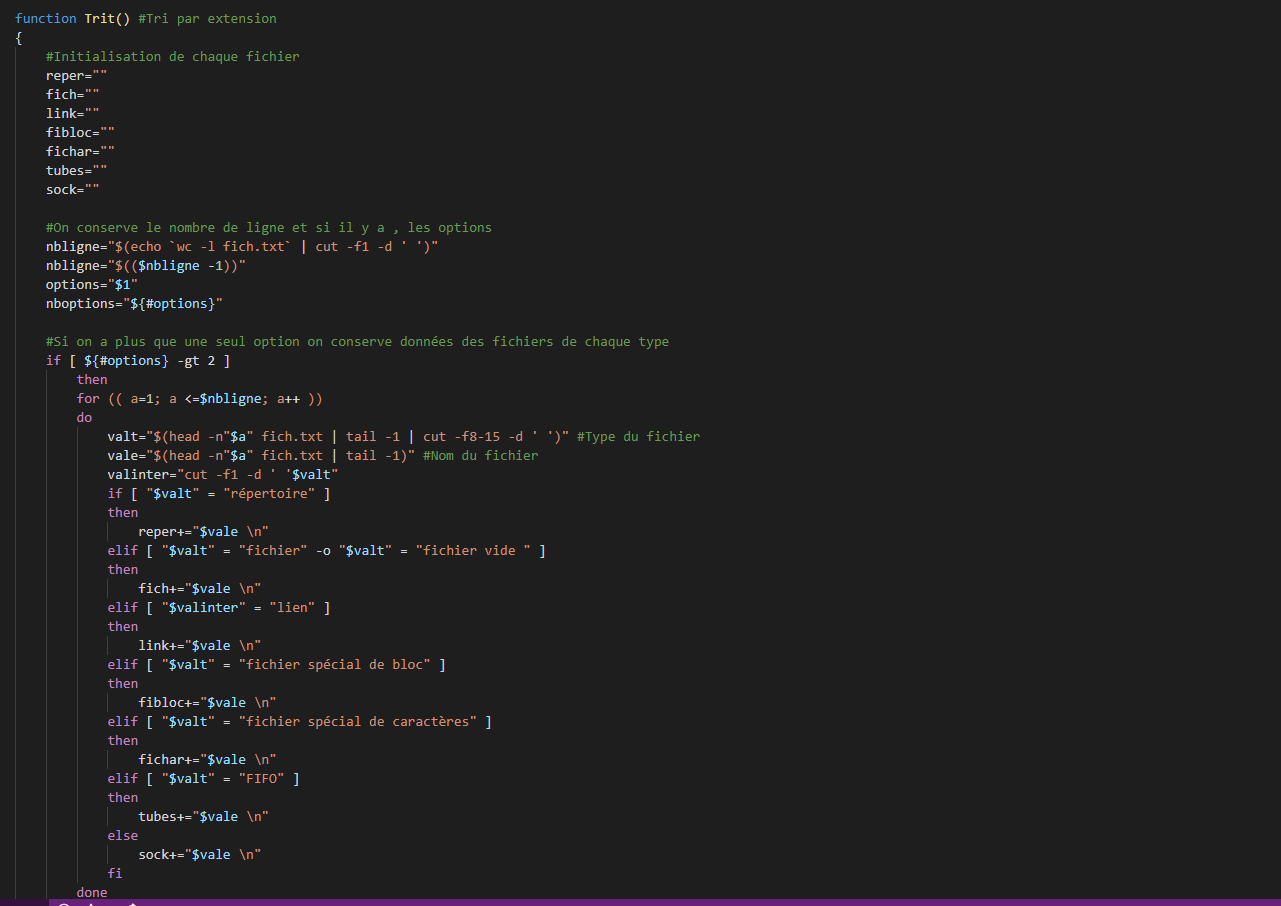 function Trit() #Tri par extension
{
#Initialisation de chaque fichier
reper=""
fich=""
link=""
fibloc=""
fichar=""
tubes=""
sock=""
#On conserve le nombre de ligne et si il y a , les options
nbligne="$(echo `wc -l fich.txt` | cut -f1 -d ' ')"
nbligne="$(($nbligne -1))"
options="$1"
nboptions="${#options}"
#Si on a plus que une seul option on conserve données des fichiers de chaque type
if [ ${#options} -gt 2 ]
then
for (( a=1; a <=$nbligne; a++ ))
do
valt="$(head -n"$a" fich.txt | tail -1 | cut -f8-15 -d ' ')" #Type du fichier
vale="$(head -n"$a" fich.txt | tail -1)" #Nom du fichier
valinter="cut -f1 -d ' '$valt"
if [ "$valt" = "répertoire" ]
then
reper+="$vale \n"
elif [ "$valt" = "fichier" -o "$valt" = "fichier vide " ]
then
fich+="$vale \n"
elif [ "$valinter" = "lien" ]
then
link+="$vale \n"
elif [ "$valt" = "fichier spécial de bloc" ]
then
fibloc+="$vale \n"
elif [ "$valt" = "fichier spécial de caractères" ]
then
fichar+="$vale \n"
elif [ "$valt" = "FIFO" ]
then
tubes+="$vale \n"
else
sock+="$vale \n"
fi
done